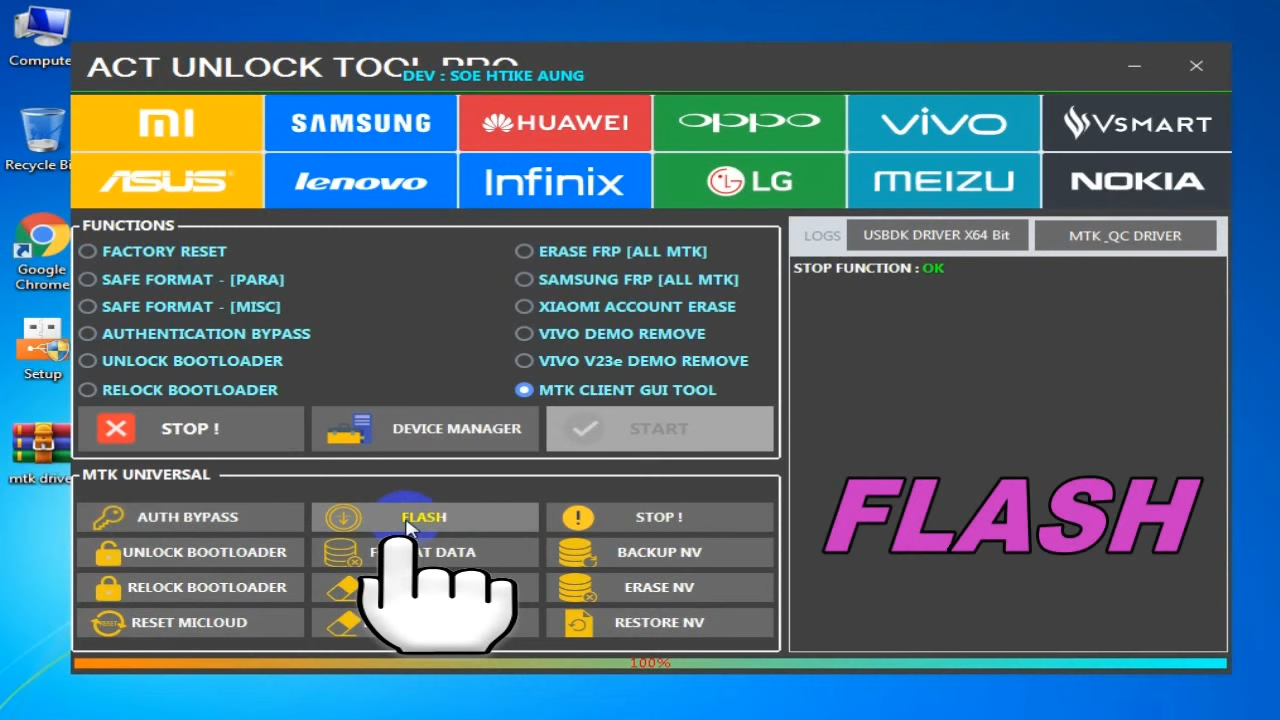 Compute
Recycle Bi
Google
Chrome
Setup
mtk drive
ACT UNLOCK TOOL PRO
DEV : SOE HTIKE AUNG
MI
SAMSUNG
HUAWEI
oppo
vivo
VSMART
ASUS
lenovo
Infinix
LG
MEIZU
NOKIA
FUNCTIONS
FACTORY RESET
SAFE FORMAT - [PARA]
SAFE FORMAT - [MISC]
AUTHENTICATION BYPASS
UNLOCK BOOTLOADER
RELOCK BOOTLOADER
ERASE FRP [ALL MTK]
SAMSUNG FRP [ALL MTK]
XIAOMI ACCOUNT ERASE
VIVO DEMO REMOVE
VIVO V23e DEMO REMOVE
MTK CLIENT GUI TOOL
STOP !
DEVICE MANAGER
START
MTK UNIVERSAL
AUTH BYPASS
FLASH
STOP !
UNLOCK BOOTLOADER
DATA
BACKUP NV
RELOCK BOOTLOADER
ERASE NV
RESET MICLOUD
RESET
RESTORE NV
100%
LOGS
USBDK DRIVER X64 Bit
MTK_QC DRIVER
STOP FUNCTION : OK
FLASH